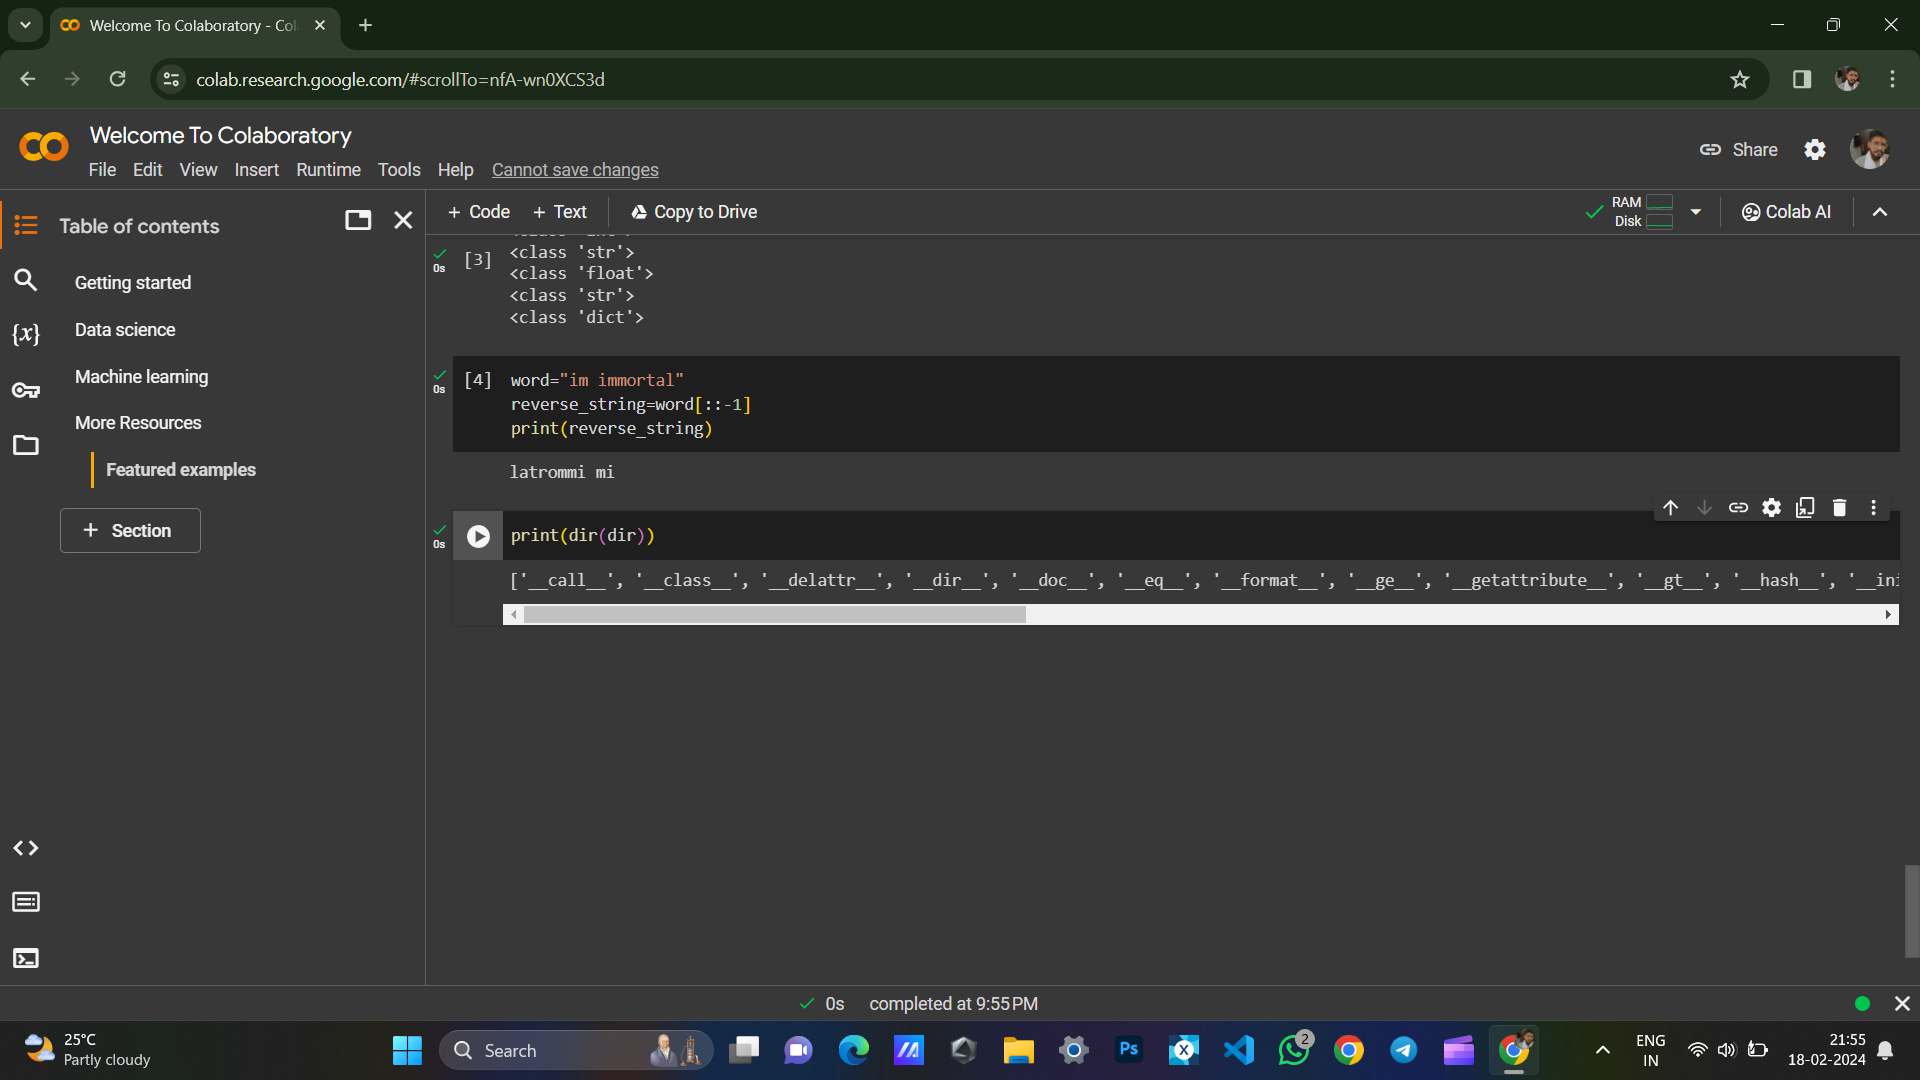 Welcome To Colaboratory - Col
colab.research.google.com/#scrollTo=nfA-wn0XCS3d
Welcome To Colaboratory
File Edit View Insert Runtime Tools Help Cannot save changes
Share
Table of contents
+ Code + Text Copy to Drive
RAM
Disk
Colab AI
Getting started
Data science
Machine learning
More Resources
Featured examples
+ Section
{x}
0s [3]
<class 'str'>
<class 'float'>
<class 'str'>
<class 'dict'>
0s [4]
word="im immortal"
reverse_string=word[::-1]
print(reverse_string)
latrommi mi
0s
print(dir(dir))
['__call__', '__class__', '__delattr__', '__dir__', '__doc__', '__eq__', '__format__', '__ge__', '__getattribute__', '__gt__', '__hash__', '__ini
0s completed at 9:55 PM
25°C
Partly cloudy
Search
Ps
X
2
ENG
IN
21:55
18-02-2024